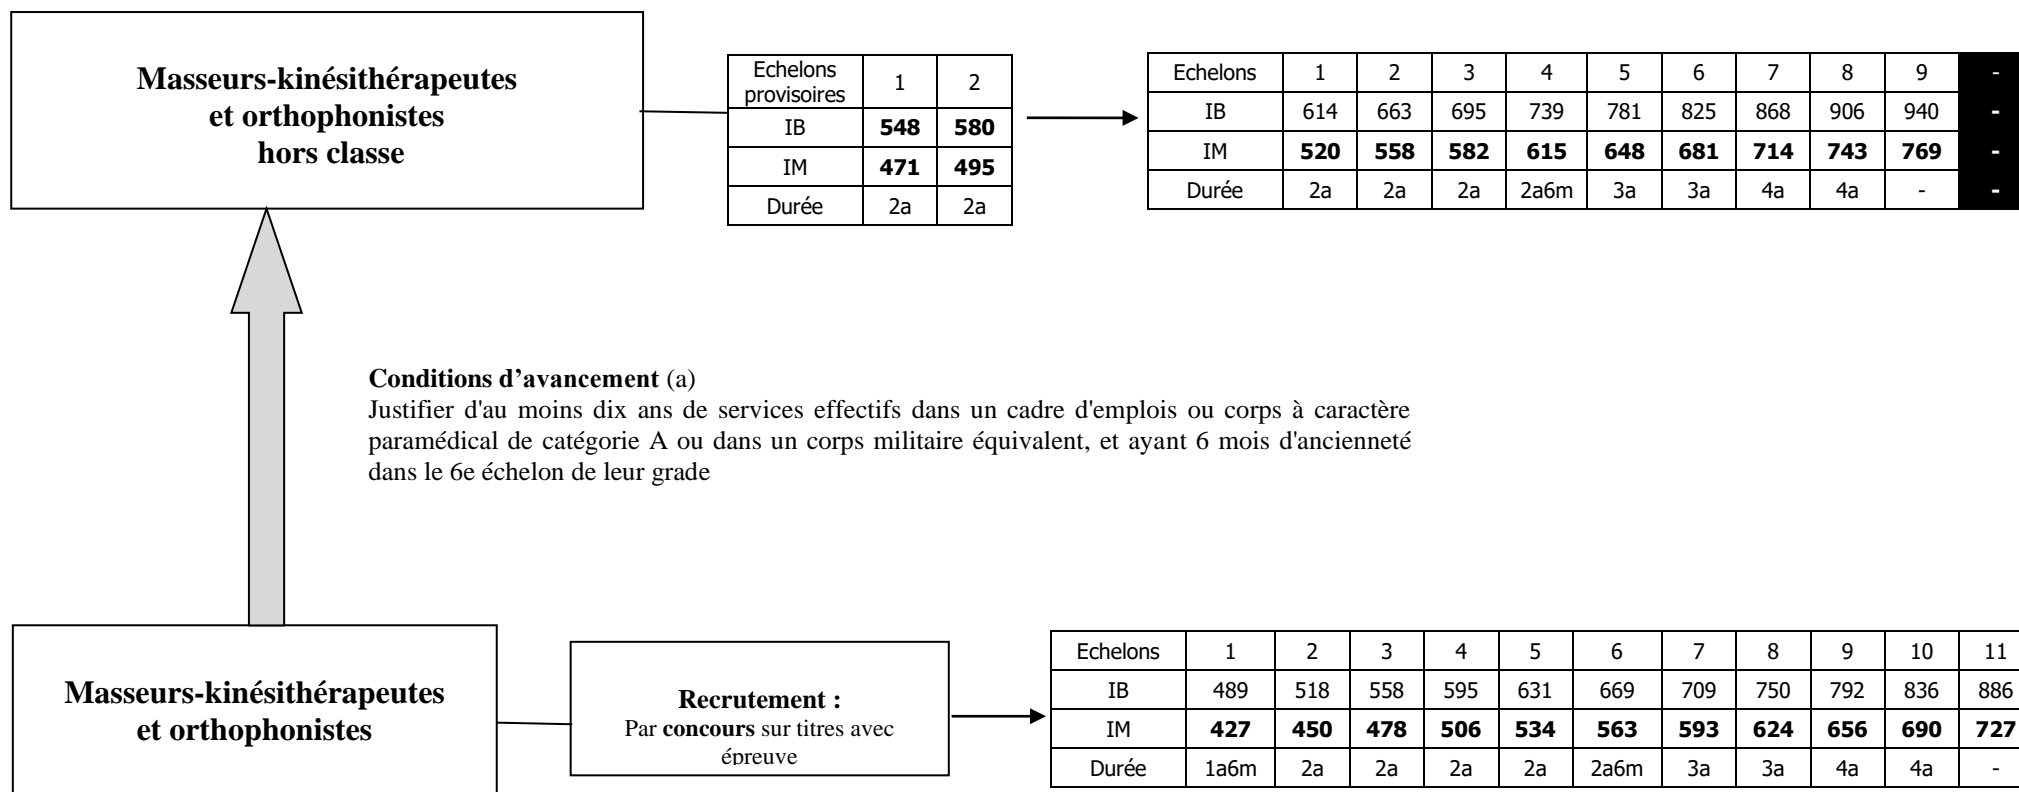 Masseurs-kinésithérapeutes
et orthophonistes
hors classe
Echelons provisoires 1 2
IB 548 580
IM 471 495
Durée 2a 2a
Echelons 1 2 3 4 5 6 7 8 9 -
IB 614 663 695 739 781 825 868 906 940 -
IM 520 558 582 615 648 681 714 743 769 -
Durée 2a 2a 2a 2a6m 3a 3a 4a 4a - -
Conditions d’avancement (a)
Justifier d'au moins dix ans de services effectifs dans un cadre d'emplois ou corps à caractère
paramédical de catégorie A ou dans un corps militaire équivalent, et ayant 6 mois d'ancienneté
dans le 6e échelon de leur grade
Masseurs-kinésithérapeutes
et orthophonistes
Recrutement :
Par concours sur titres avec
épreuve
Echelons 1 2 3 4 5 6 7 8 9 10 11
IB 489 518 558 595 631 669 709 750 792 836 886
IM 427 450 478 506 534 563 593 624 656 690 727
Durée 1a6m 2a 2a 2a 2a 2a6m 3a 3a 4a 4a -